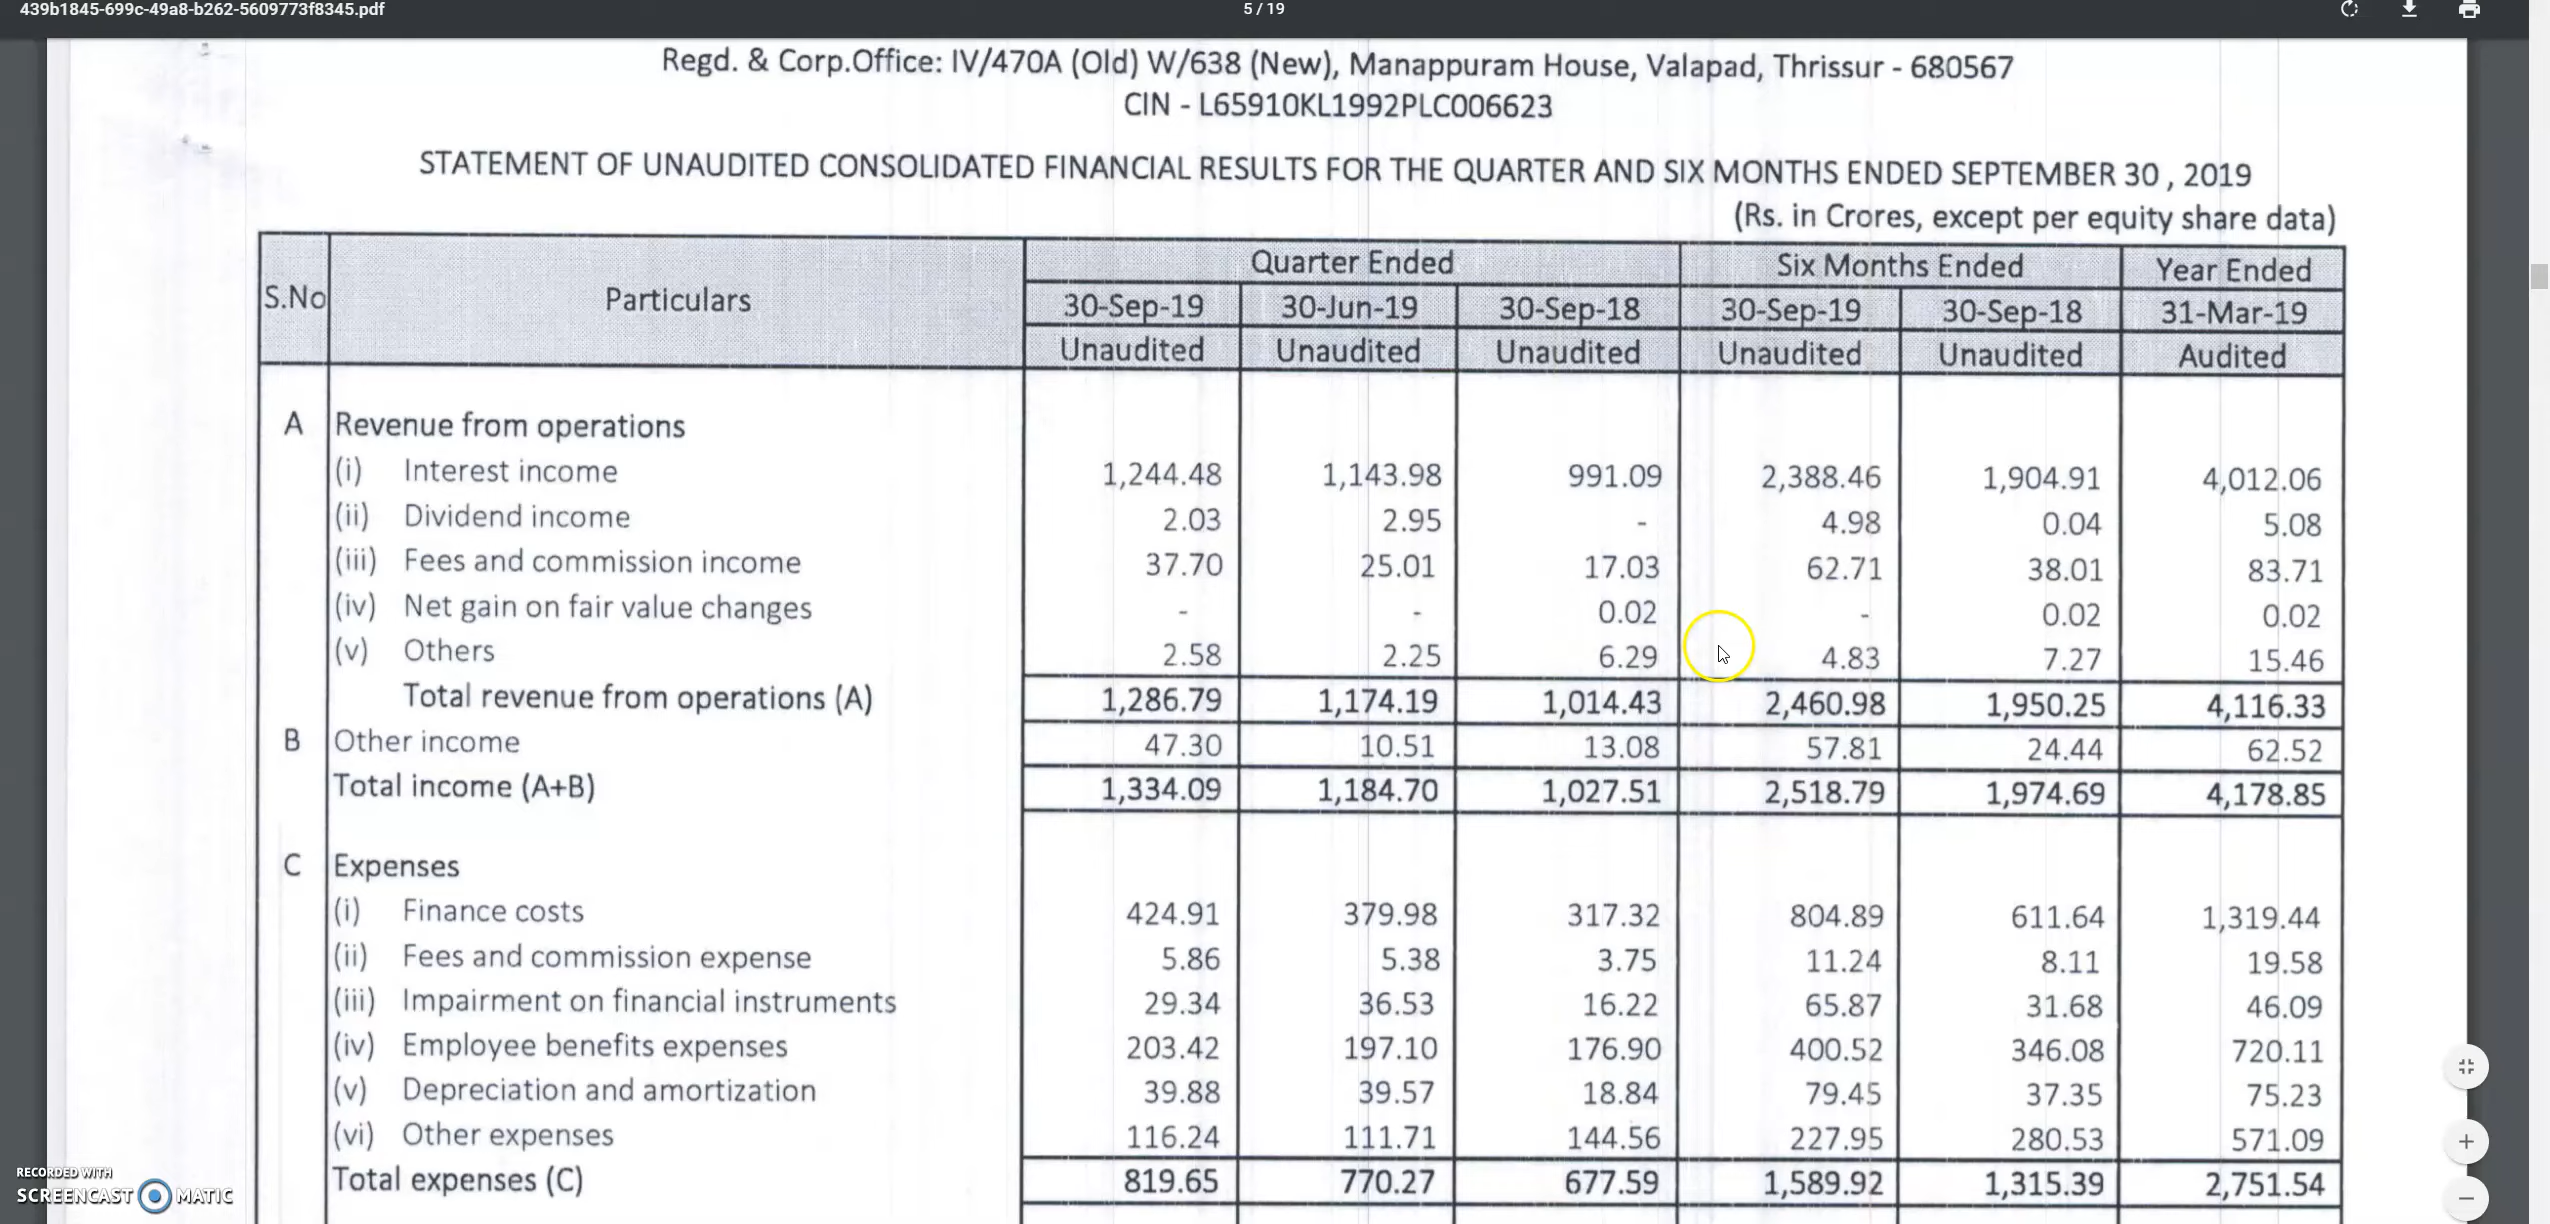 439b1845-699c-49a8-b262-5609773f8345.pdf 5 / 19
Regd. & Corp.Office: IV/470A (Old) W/638 (New), Manappuram House, Valapad, Thrissur - 680567
CIN - L65910KL1992PLC006623
STATEMENT OF UNAUDITED CONSOLIDATED FINANCIAL RESULTS FOR THE QUARTER AND SIX MONTHS ENDED SEPTEMBER 30 , 2019
(Rs. in Crores, except per equity share data)
S.No Particulars Quarter Ended Six Months Ended Year Ended
30-Sep-19 30-Jun-19 30-Sep-18 30-Sep-19 30-Sep-18 31-Mar-19
Unaudited Unaudited Unaudited Unaudited Unaudited Audited
A Revenue from operations
(i) Interest income 1,244.48 1,143.98 991.09 2,388.46 1,904.91 4,012.06
(ii) Dividend income 2.03 2.95 - 4.98 0.04 5.08
(iii) Fees and commission income 37.70 25.01 17.03 62.71 38.01 83.71
(iv) Net gain on fair value changes - - 0.02 - 0.02 0.02
(v) Others 2.58 2.25 6.29 4.83 7.27 15.46
Total revenue from operations (A) 1,286.79 1,174.19 1,014.43 2,460.98 1,950.25 4,116.33
B Other income 47.30 10.51 13.08 57.81 24.44 62.52
Total income (A+B) 1,334.09 1,184.70 1,027.51 2,518.79 1,974.69 4,178.85
C Expenses
(i) Finance costs 424.91 379.98 317.32 804.89 611.64 1,319.44
(ii) Fees and commission expense 5.86 5.38 3.75 11.24 8.11 19.58
(iii) Impairment on financial instruments 29.34 36.53 16.22 65.87 31.68 46.09
(iv) Employee benefits expenses 203.42 197.10 176.90 400.52 346.08 720.11
(v) Depreciation and amortization 39.88 39.57 18.84 79.45 37.35 75.23
(vi) Other expenses 116.24 111.71 144.56 227.95 280.53 571.09
Total expenses (C) 819.65 770.27 677.59 1,589.92 1,315.39 2,751.54
RECORDED WITH
SCREENCAST MATIC